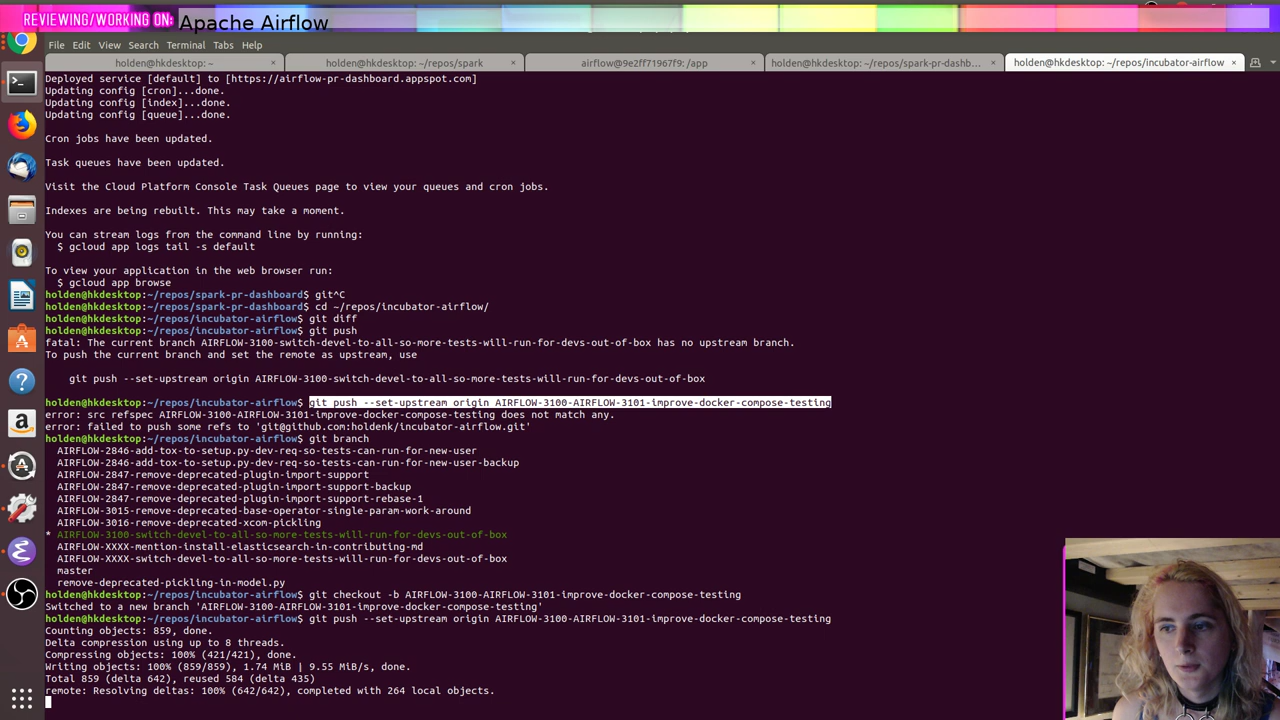 REVIEWING/WORKING ON: Apache Airflow
File Edit View Search Terminal Tabs Help
holden@hkdesktop: ~ × holden@hkdesktop: ~/repos/spark × airflow@9e2ff71967f9: /app × holden@hkdesktop: ~/repos/spark-pr-dashb... × holden@hkdesktop: ~/repos/incubator-airflow ×
Deployed service [default] to [https://airflow-pr-dashboard.appspot.com]
Updating config [cron]...done.
Updating config [index]...done.
Updating config [queue]...done.
Cron jobs have been updated.
Task queues have been updated.
Visit the Cloud Platform Console Task Queues page to view your queues and cron jobs.
Indexes are being rebuilt. This may take a moment.
You can stream logs from the command line by running:
$ gcloud app logs tail -s default
To view your application in the web browser run:
$ gcloud app browse
holden@hkdesktop:~/repos/spark-pr-dashboard$ git^C
holden@hkdesktop:~/repos/spark-pr-dashboard$ cd ~/repos/incubator-airflow/
holden@hkdesktop:~/repos/incubator-airflow$ git diff
holden@hkdesktop:~/repos/incubator-airflow$ git push
fatal: The current branch AIRFLOW-3100-switch-devel-to-all-so-more-tests-will-run-for-devs-out-of-box has no upstream branch.
To push the current branch and set the remote as upstream, use
git push --set-upstream origin AIRFLOW-3100-switch-devel-to-all-so-more-tests-will-run-for-devs-out-of-box
holden@hkdesktop:~/repos/incubator-airflow$ git push --set-upstream origin AIRFLOW-3100-AIRFLOW-3101-improve-docker-compose-testing
error: src refspec AIRFLOW-3100-AIRFLOW-3101-improve-docker-compose-testing does not match any.
error: failed to push some refs to 'git@github.com:holdenk/incubator-airflow.git'
holden@hkdesktop:~/repos/incubator-airflow$ git branch
AIRFLOW-2846-add-tox-to-setup.py-dev-req-so-tests-can-run-for-new-user
AIRFLOW-2846-add-tox-to-setup.py-dev-req-so-tests-can-run-for-new-user-backup
AIRFLOW-2847-remove-deprecated-plugin-import-support
AIRFLOW-2847-remove-deprecated-plugin-import-support-backup
AIRFLOW-2847-remove-deprecated-plugin-import-support-rebase-1
AIRFLOW-3015-remove-deprecated-base-operator-single-param-work-around
AIRFLOW-3016-remove-deprecated-xcom-pickling
* AIRFLOW-3100-switch-devel-to-all-so-more-tests-will-run-for-devs-out-of-box
AIRFLOW-XXXX-mention-install-elasticsearch-in-contributing-md
AIRFLOW-XXXX-switch-devel-to-all-so-more-tests-will-run-for-devs-out-of-box
master
remove-deprecated-pickling-in-model.py
holden@hkdesktop:~/repos/incubator-airflow$ git checkout -b AIRFLOW-3100-AIRFLOW-3101-improve-docker-compose-testing
Switched to a new branch 'AIRFLOW-3100-AIRFLOW-3101-improve-docker-compose-testing'
holden@hkdesktop:~/repos/incubator-airflow$ git push --set-upstream origin AIRFLOW-3100-AIRFLOW-3101-improve-docker-compose-testing
Counting objects: 859, done.
Delta compression using up to 8 threads.
Compressing objects: 100% (421/421), done.
Writing objects: 100% (859/859), 1.74 MiB | 9.55 MiB/s, done.
Total 859 (delta 642), reused 584 (delta 435)
remote: Resolving deltas: 100% (642/642), completed with 264 local objects.